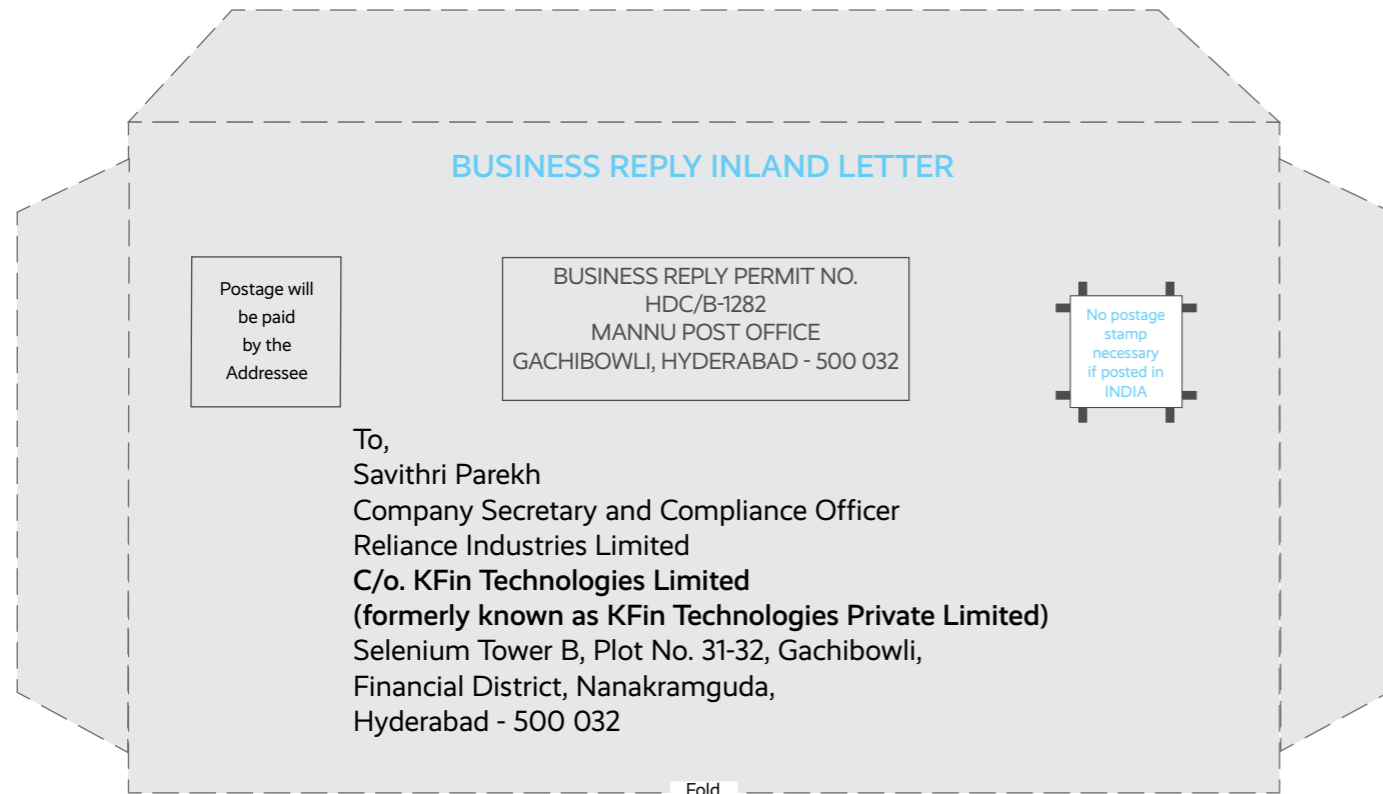 BUSINESS REPLY INLAND LETTER
Postage will
be paid
by the
Addressee
BUSINESS REPLY PERMIT NO.
HDC/B-1282
MANNU POST OFFICE
GACHIBOWLI, HYDERABAD - 500 032
No postage
stamp
necessary
if posted in
INDIA
To,
Savithri Parekh
Company Secretary and Compliance Officer
Reliance Industries Limited
C/o. KFin Technologies Limited
(formerly known as KFin Technologies Private Limited)
Selenium Tower B, Plot No. 31-32, Gachibowli,
Financial District, Nanakramguda,
Hyderabad - 500 032
Fold